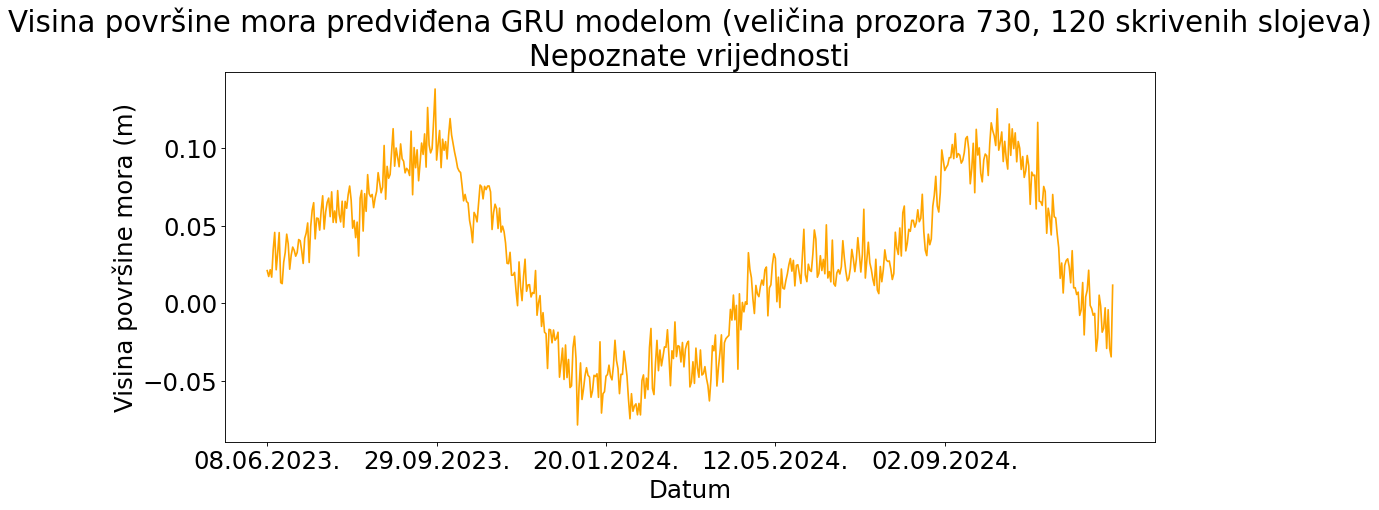 Visina površine mora predviđena GRU modelom (veličina prozora 730, 120 skrivenih slojeva)
Nepoznate vrijednosti
Visina površine mora (m)
0.10
0.05
0.00
−0.05
08.06.2023. 29.09.2023. 20.01.2024. 12.05.2024. 02.09.2024.
Datum